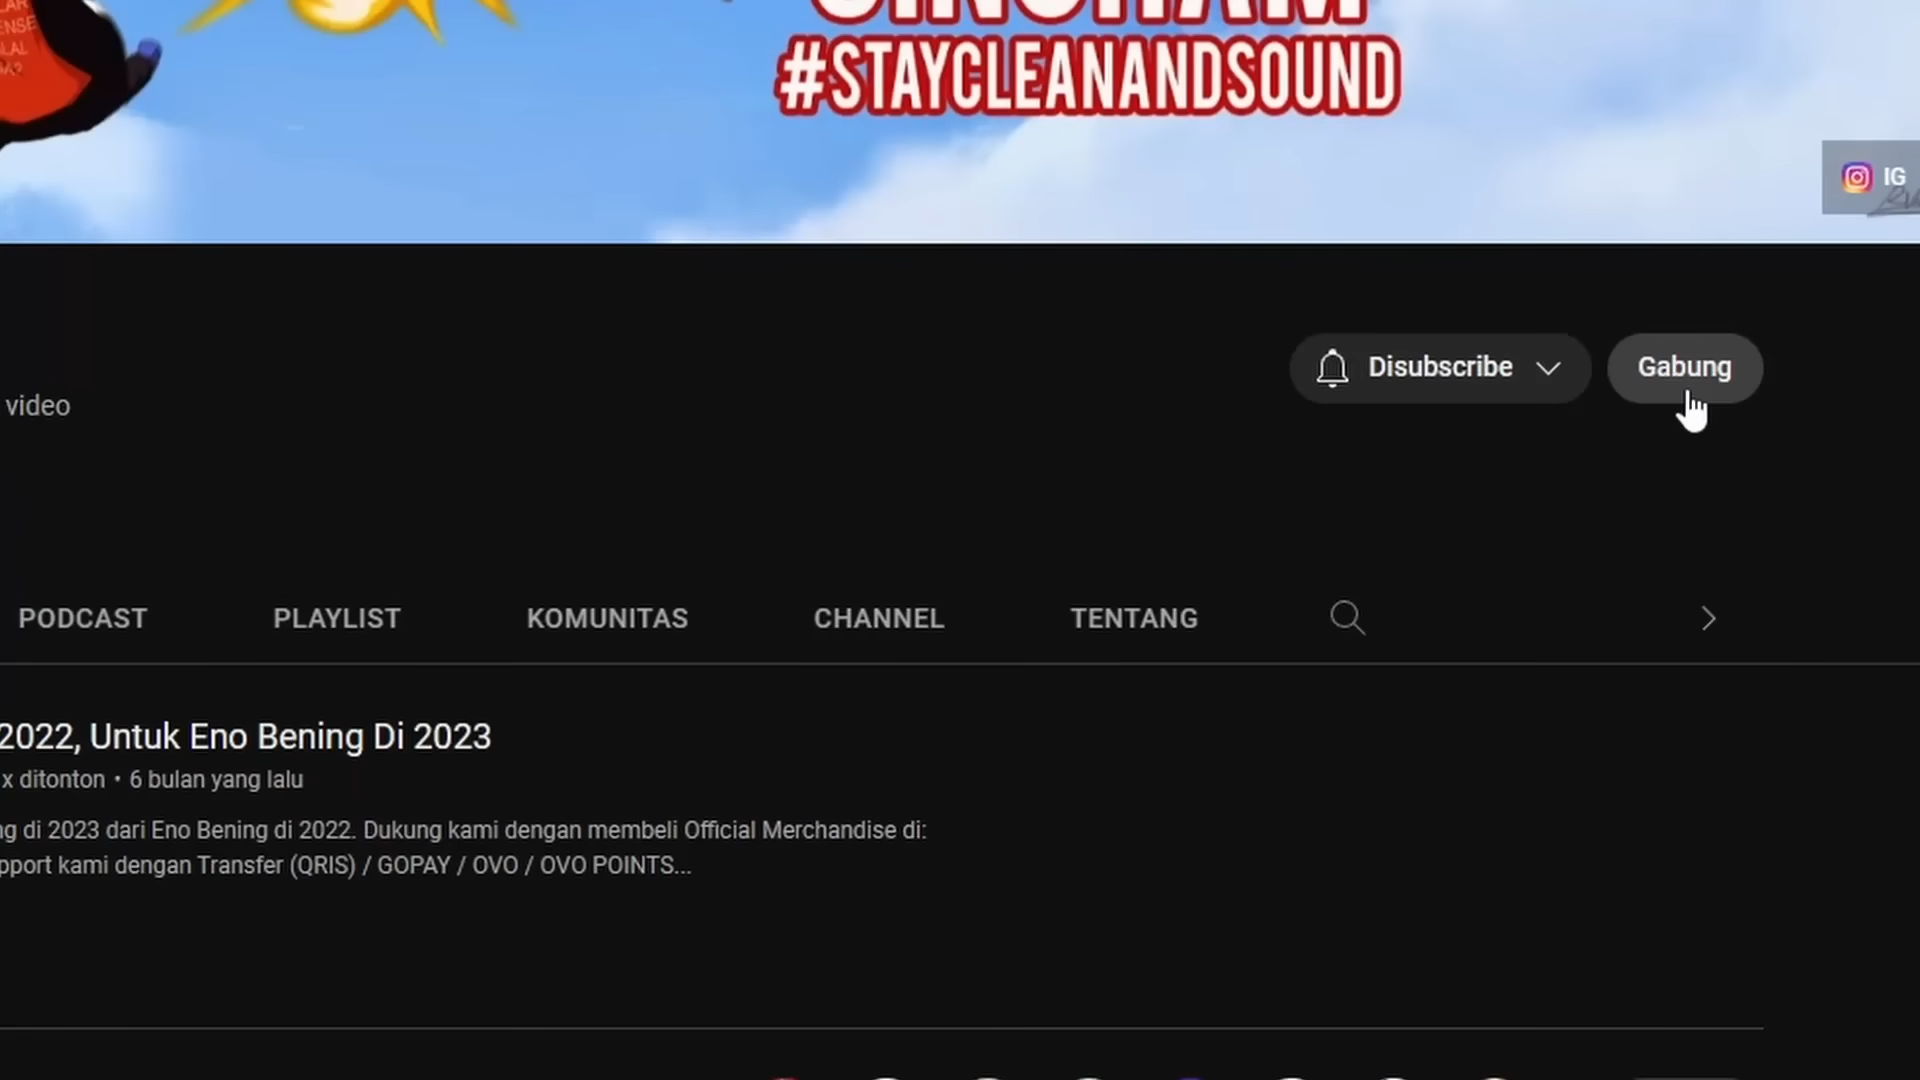 #STAYCLEANANDSOUND
IG
Disubscribe
Gabung
video
PODCAST
PLAYLIST
KOMUNITAS
CHANNEL
TENTANG
2022, Untuk Eno Bening Di 2023
x ditonton • 6 bulan yang lalu
ng di 2023 dari Eno Bening di 2022. Dukung kami dengan membeli Official Merchandise di:
pport kami dengan Transfer (QRIS) / GOPAY / OVO / OVO POINTS...